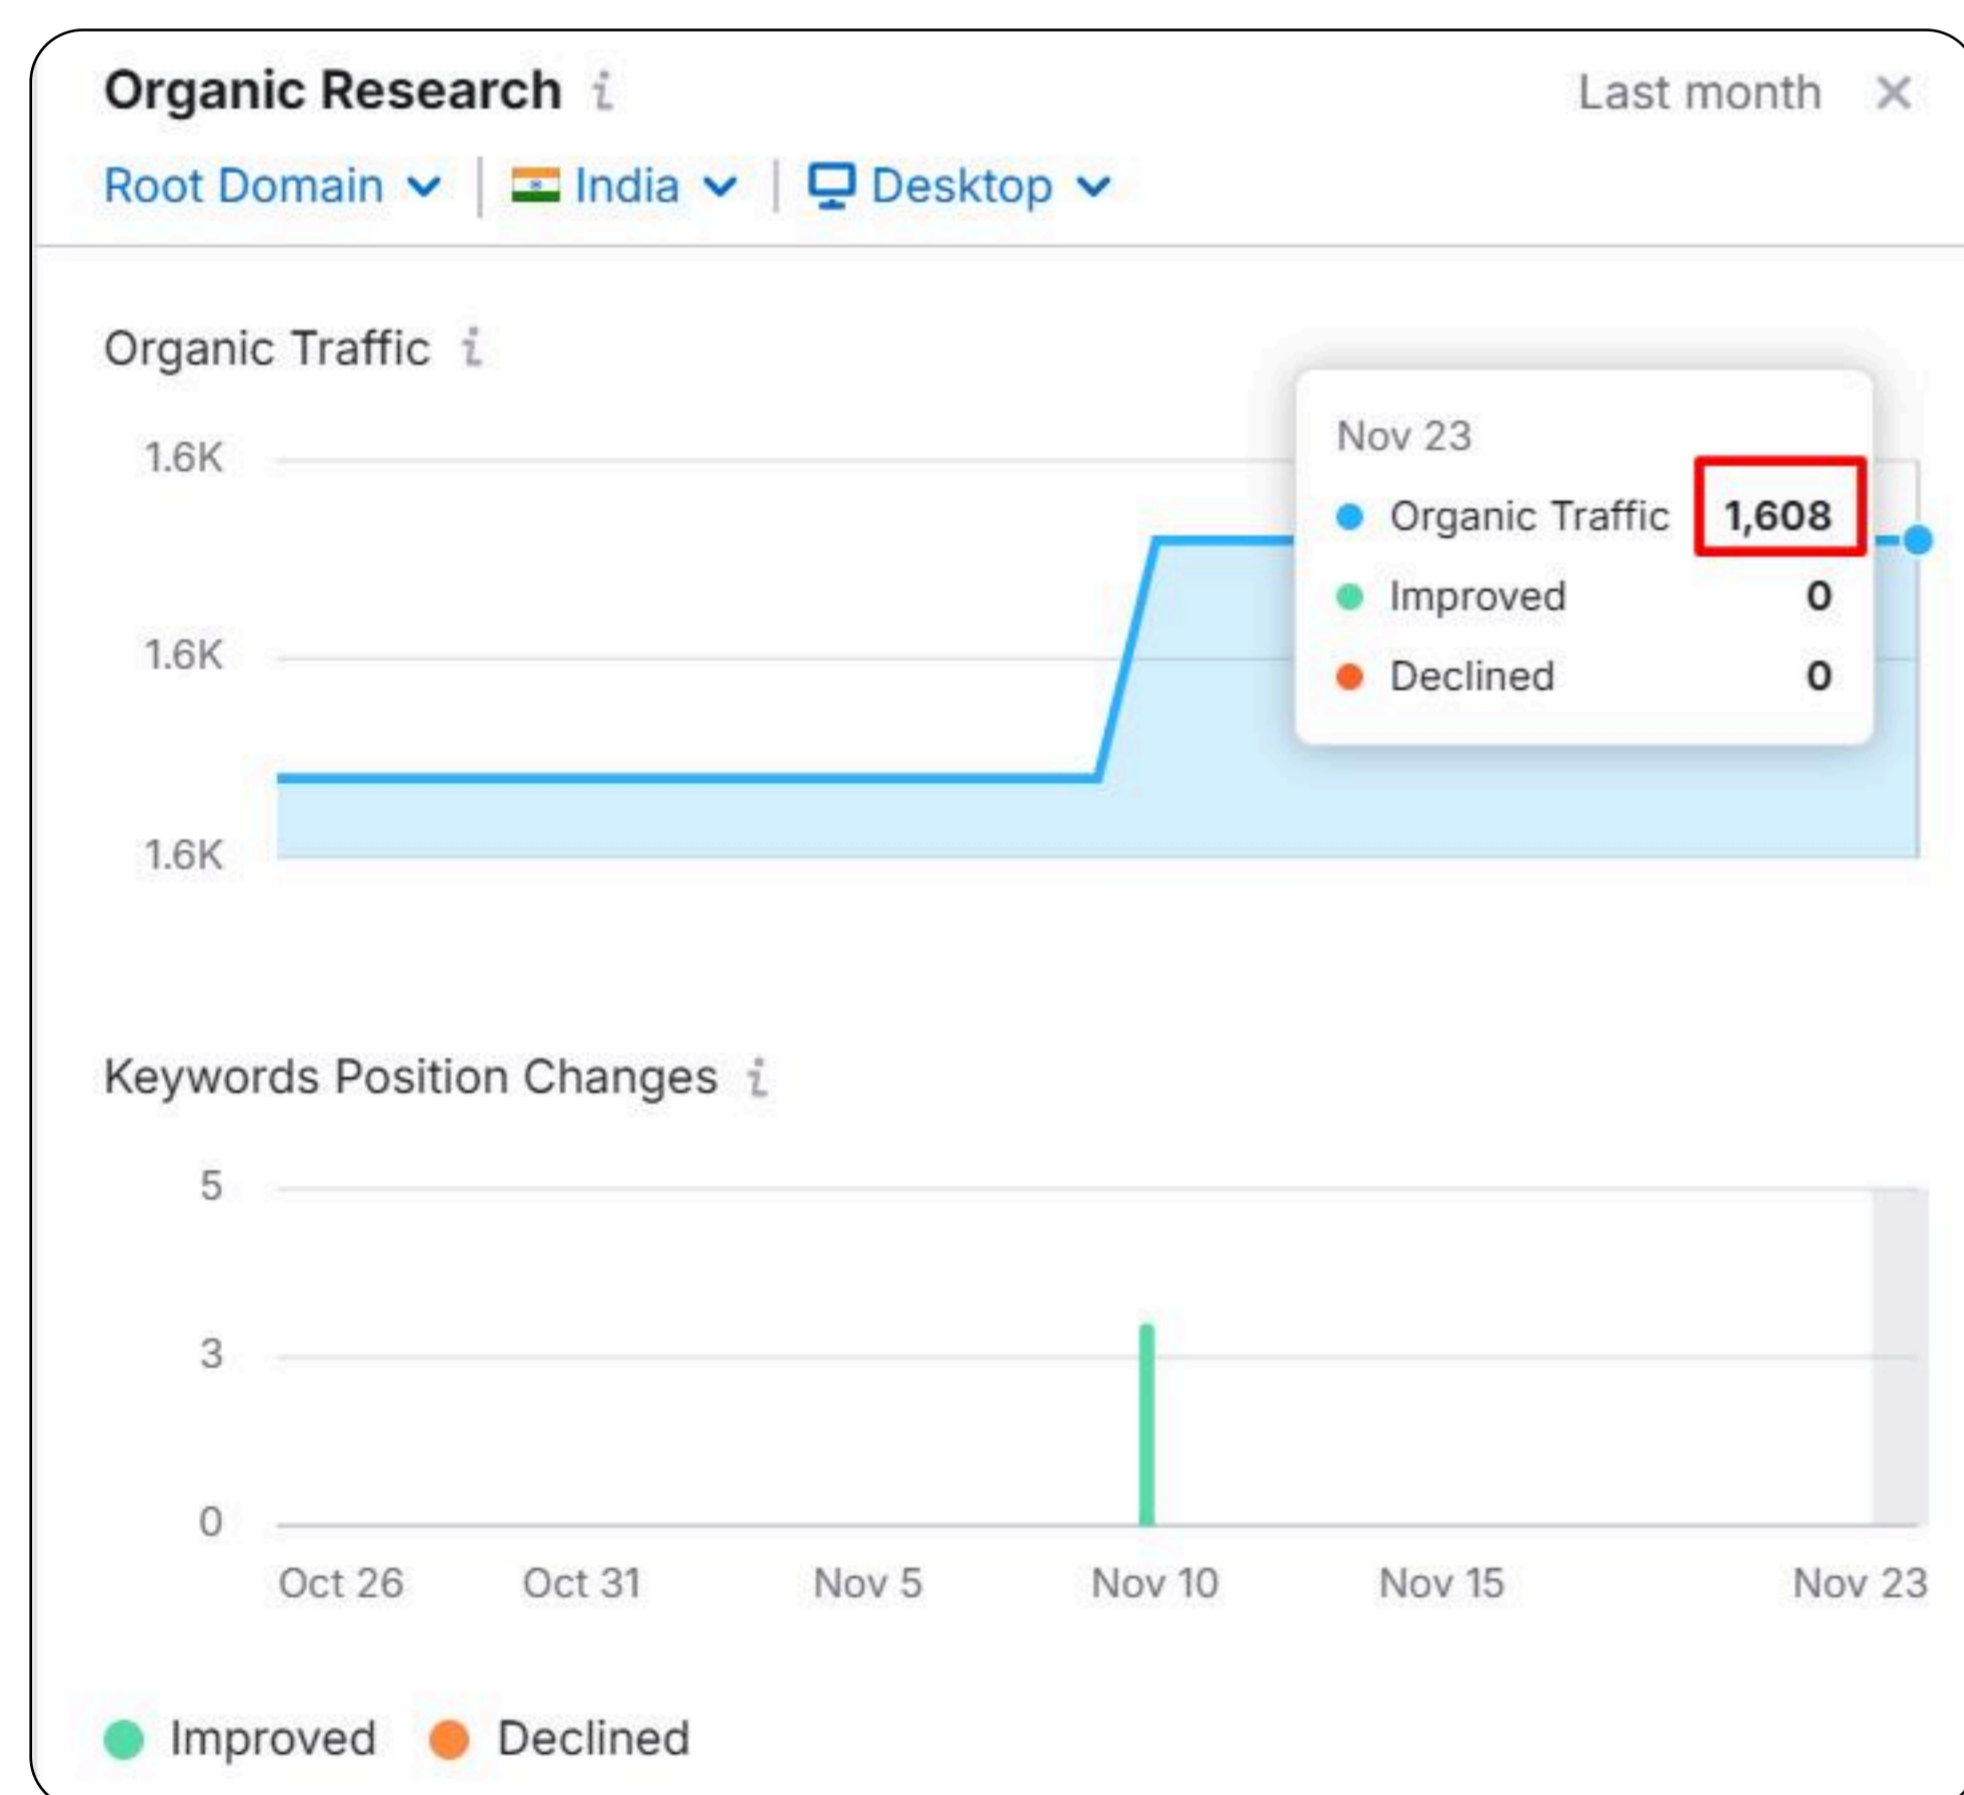 Organic Research i
Last month ×
Root Domain India Desktop
Organic Traffic i
1.6K
1.6K
1.6K
Nov 23
Organic Traffic 1,608
Improved 0
Declined 0
Keywords Position Changes i
5
3
0
Oct 26 Oct 31 Nov 5 Nov 10 Nov 15 Nov 23
Improved Declined